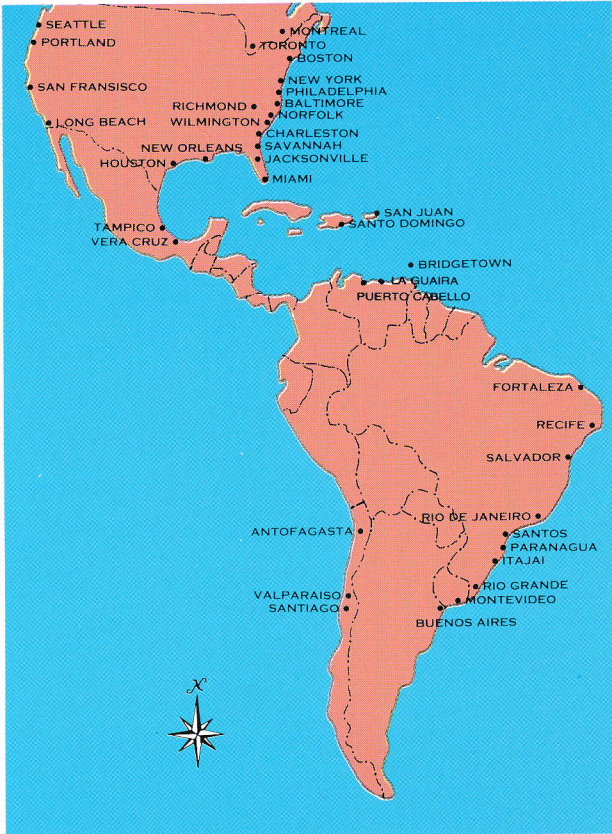 SEATTLE
MONTREAL
PORTLAND
TORONTO
BOSTON
NEW YORK
SAN FRANSISCO
PHILADELPHIA
RICHMOND
BALTIMORE
NORFOLK
LONG BEACH
WILMINGTON
CHARLESTON
NEW ORLEANS
SAVANNAH
HOUSTON
JACKSONVILLE
MIAMI
SAN JUAN
SANTO DOMINGO
TAMPICO
VERA CRUZ
BRIDGETOWN
LA GUAIRA
PUERTO CABELLO
FORTALEZA
RECIFE
SALVADOR
RIO DE JANEIRO
ANTOFAGASTA
SANTOS
PARANAGUA
ITAJAI
RIO GRANDE
VALPARAISO
MONTEVIDEO
SANTIAGO
BUENOS AIRES
N